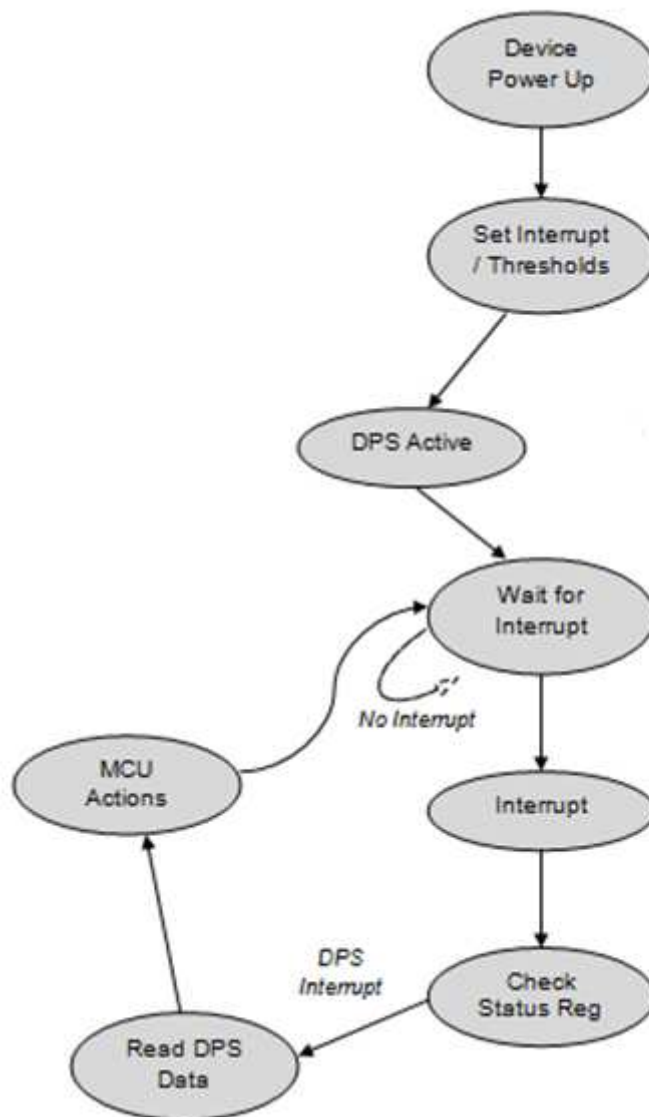 Device
Power Up
Set Interrupt
/ Thresholds
DPS Active
Wait for
Interrupt
No Interrupt
MCU
Actions
Interrupt
DPS
Interrupt
Check
Status Reg
Read DPS
Data